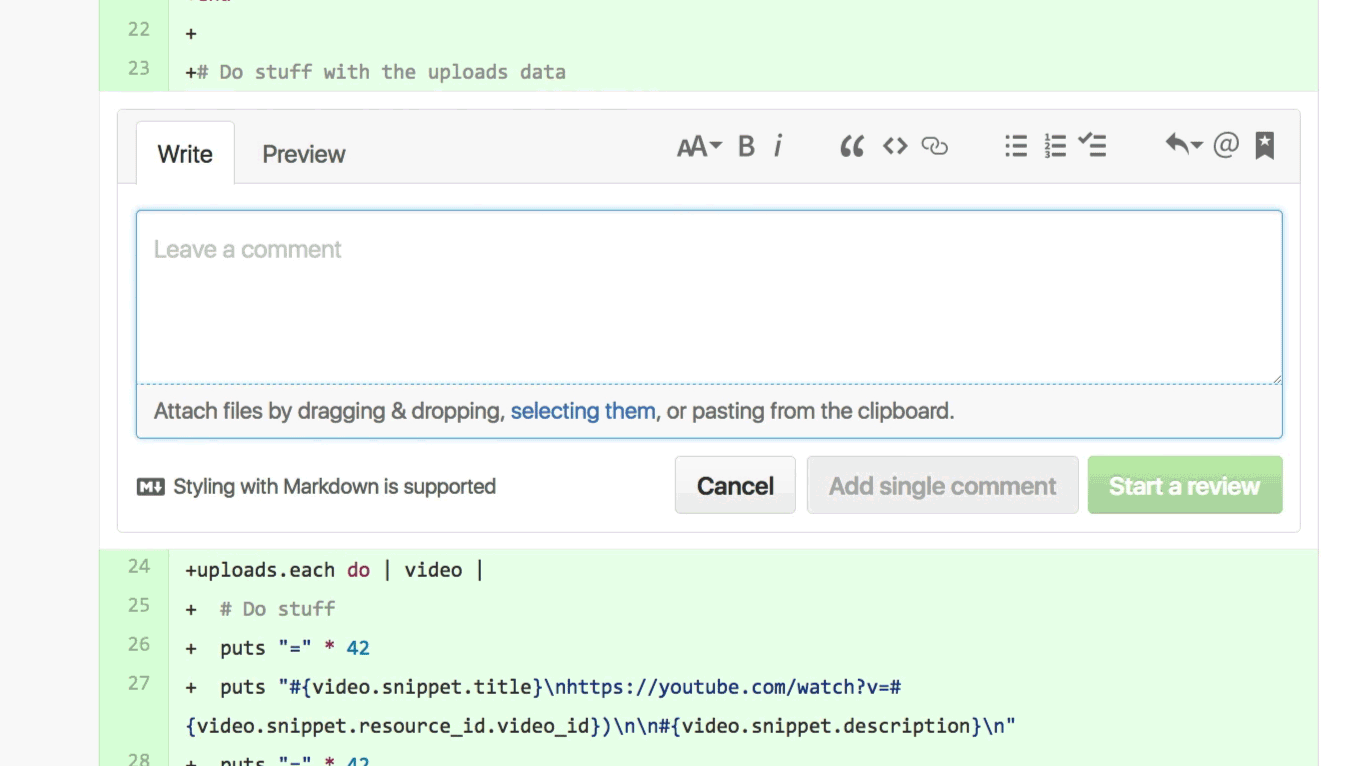 22 +
23 +# Do stuff with the uploads data
Write Preview AA B i “ <> @
Leave a comment
Attach files by dragging & dropping, selecting them, or pasting from the clipboard.
M Styling with Markdown is supported Cancel Add single comment Start a review
24 +uploads.each do | video |
25 + # Do stuff
26 + puts "=" * 42
27 + puts "#{video.snippet.title}\nhttps://youtube.com/watch?v=#
{video.snippet.resource_id.video_id})\n\n#{video.snippet.description}\n"
28 + puts "=" * 42